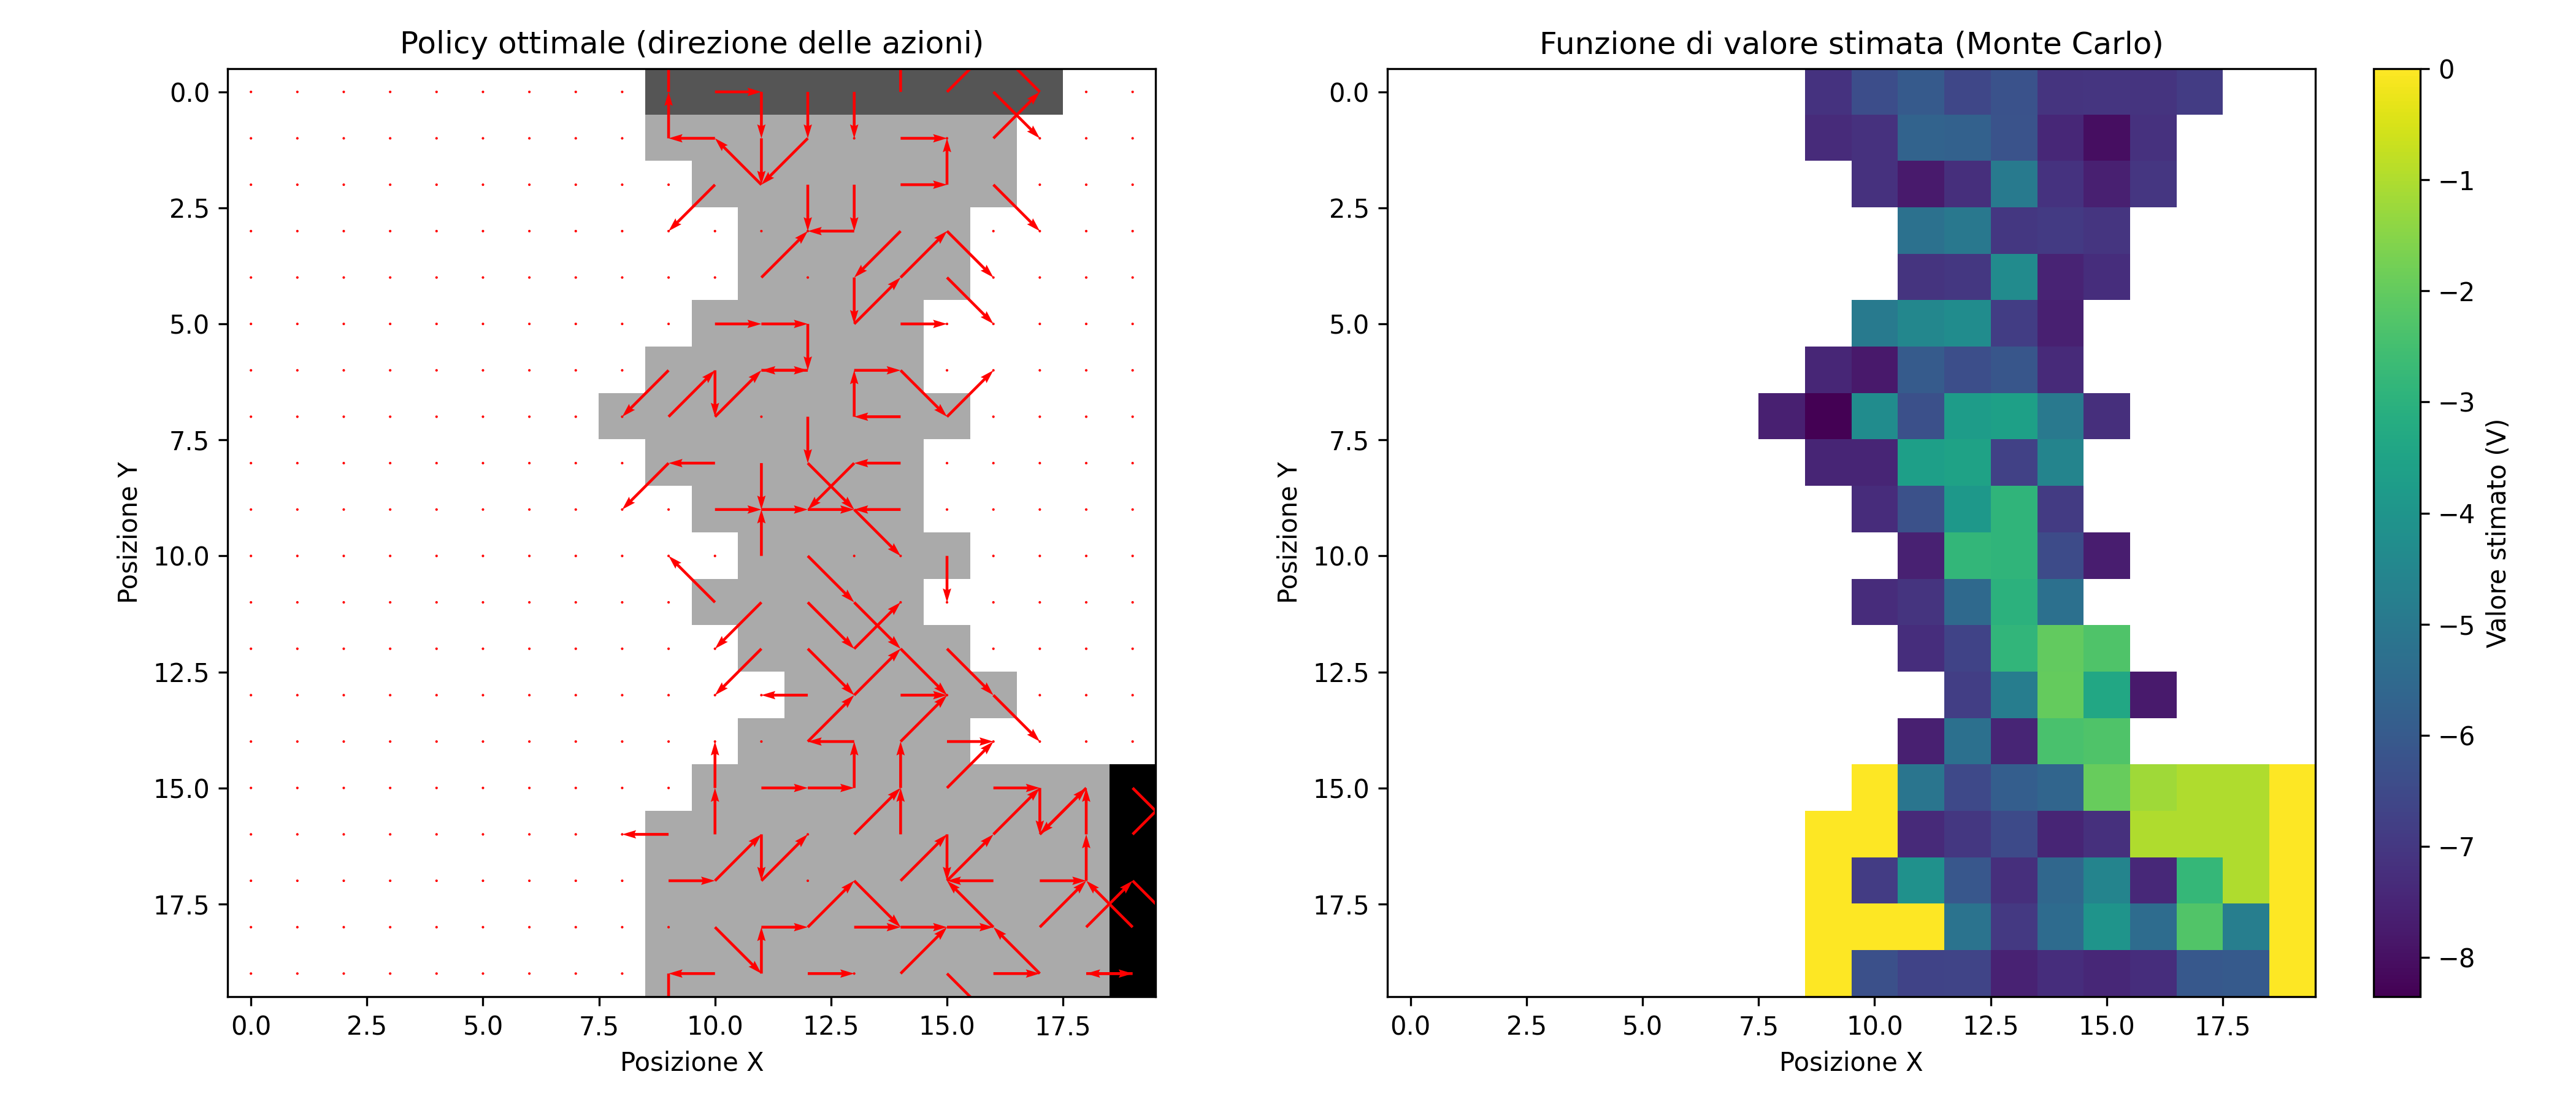 Policy ottimale (direzione delle azioni)
0.0
2.5
5.0
7.5
10.0
12.5
15.0
17.5
Posizione Y
0.0 2.5 5.0 7.5 10.0 12.5 15.0 17.5
Posizione X
Funzione di valore stimata (Monte Carlo)
0.0
2.5
5.0
7.5
10.0
12.5
15.0
17.5
Posizione Y
0.0 2.5 5.0 7.5 10.0 12.5 15.0 17.5
Posizione X
0
−1
−2
−3
−4
−5
−6
−7
−8
Valore stimato (V)